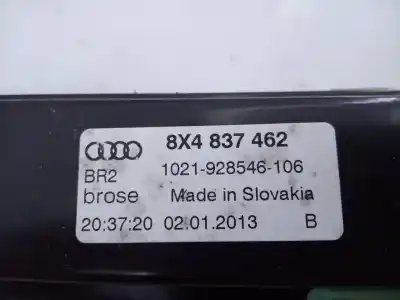 8X4 837 462
BR2 1021-928546-106
brose Made in Slovakia
20:37:20 02.01.2013 B